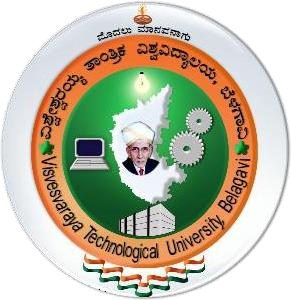 ಮೊದಲು ಮಾನವನಾಗು
ವಿಶ್ವೇಶ್ವರಯ್ಯ ತಾಂತ್ರಿಕ ವಿಶ್ವವಿದ್ಯಾಲಯ, ಬೆಳಗಾವಿ
Visvesvaraya Technological University, Belagavi